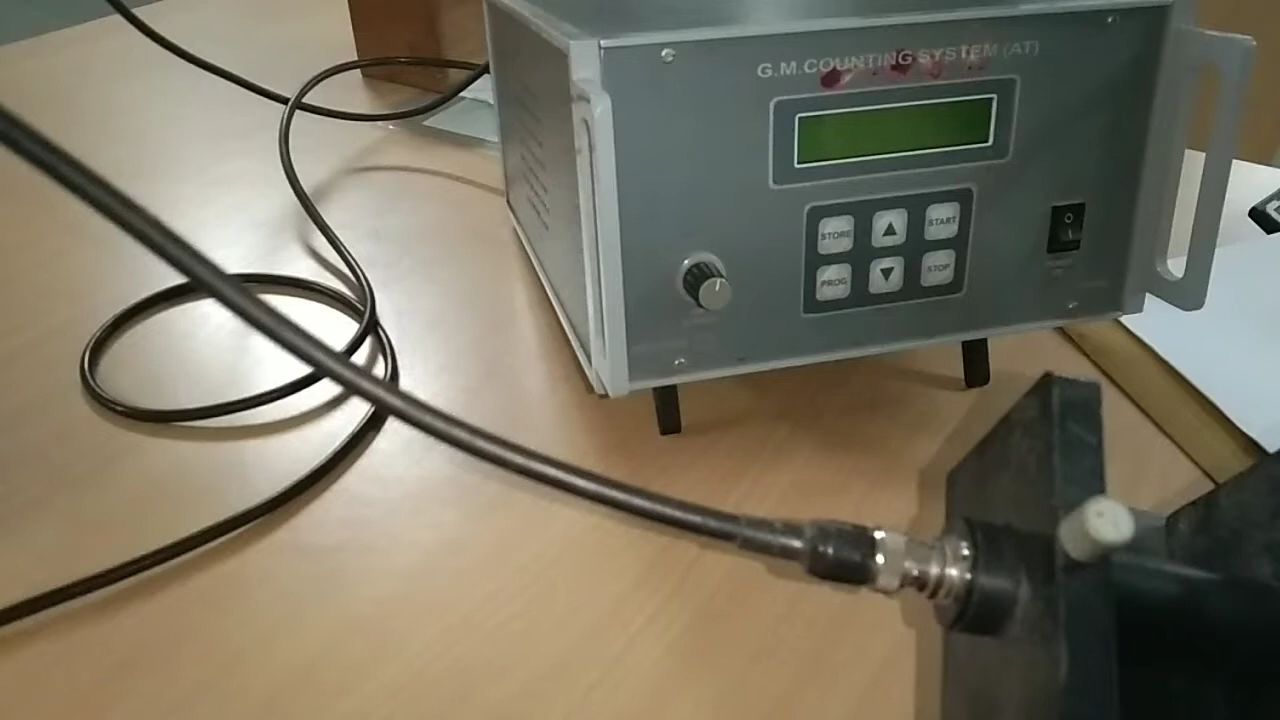 G.M.COUNTING SYSTEM (AT)
STORE
START
PROG
STOP